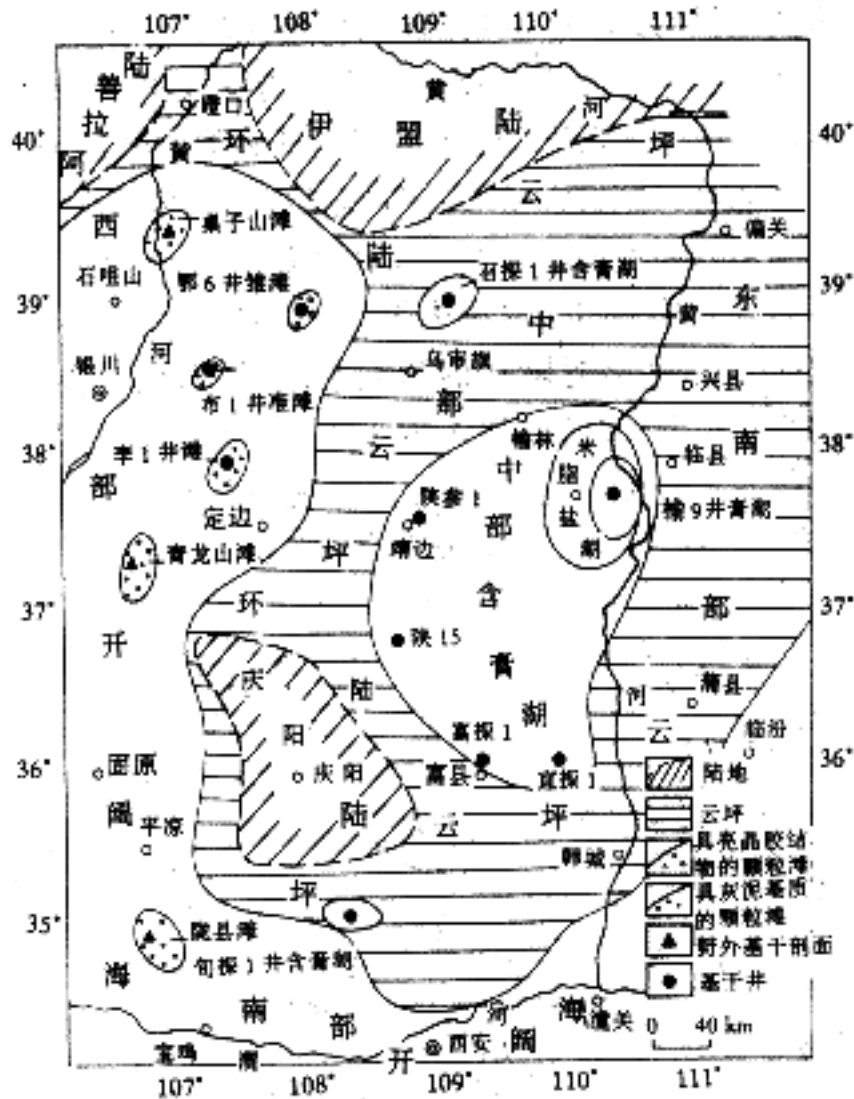 107° 108° 109° 110° 111°
陆
善
拉
阿
磴口
环
黄
伊 盟 陆
黄
河
坪
云
40° 40°
西
桌子山滩
陆
偏关
石咀山
鄂6井雏滩
召探1井含膏湖
39° 39°
中
黄
东
银川
河
乌审旗
兴县
布1井准滩
部
38° 38°
李1井滩
云
榆林
中
米
脂
盐
湖
临县
南
部
定边
陕参1
靖边
部
榆9井膏湖
青龙山滩
坪
含
37° 37°
环
部
开
陕15
膏
庆
陆
湖
河
蒲县
阳
富探1
云
临汾
36° 36°
固原
庆阳
富县
宜探1
陆地
阔
平凉
陆
云
坪
云坪
韩城
具亮晶胶结
物的颗粒滩
坪
具灰泥基质
的颗粒滩
35°
陇县滩
野外基干剖面
旬探1井含膏湖
基干井
海
南
部
河
海
潼关
0 40 km
宝鸡
渭
开
西安
阔
107° 108° 109° 110° 111°